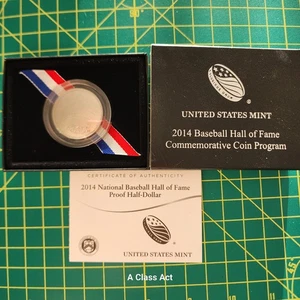 UNITED STATES MINT
2014 Baseball Hall of Fame
Commemorative Coin Program
CERTIFICATE OF AUTHENTICITY
2014 National Baseball Hall of Fame
Proof Half-Dollar
UNITED STATES MINT
A Class Act